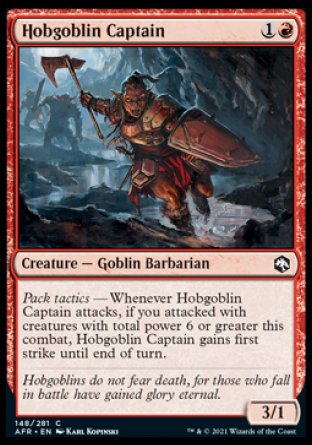 Hobgoblin Captain 1
Creature — Goblin Barbarian
Pack tactics — Whenever Hobgoblin
Captain attacks, if you attacked with
creatures with total power 6 or greater this
combat, Hobgoblin Captain gains first
strike until end of turn.
Hobgoblins do not fear death, for those who fall
in battle have gained glory eternal.
3/1
148/281 C
AFR • EN KARL KOPINSKI
™ & © 2021 Wizards of the Coast